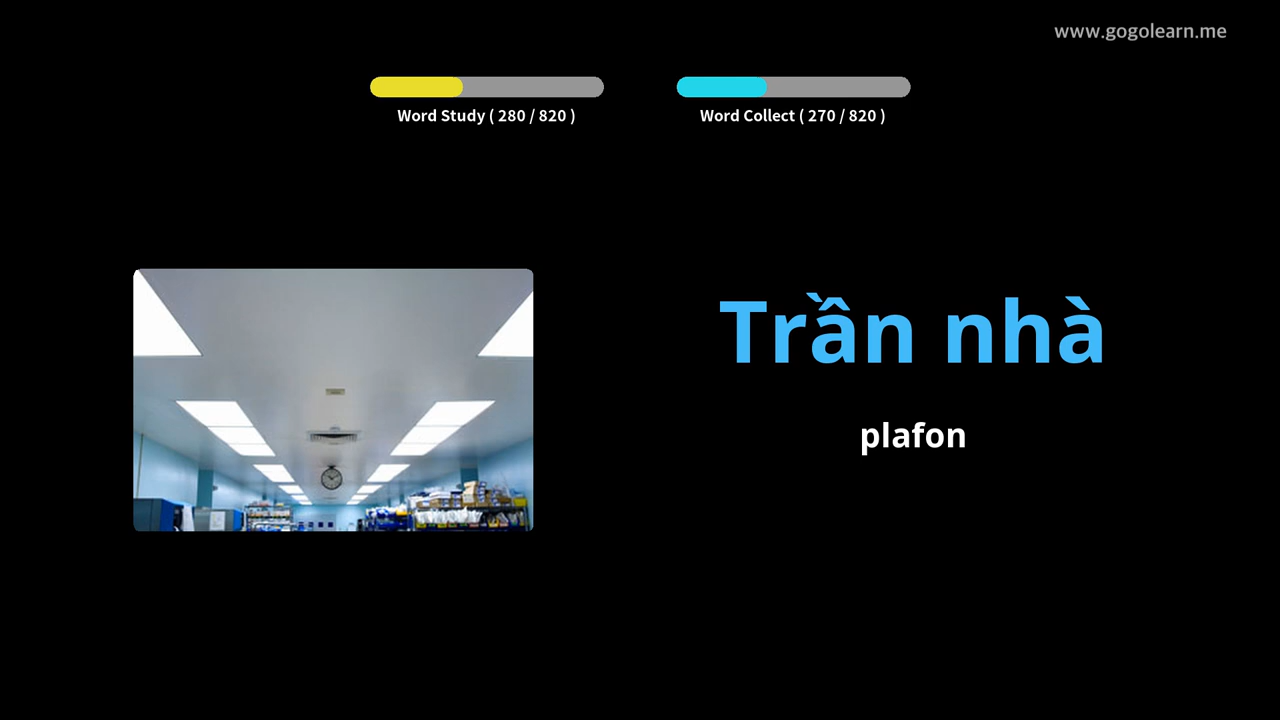 www.gogolearn.me
Word Study ( 280 / 820 )
Word Collect ( 270 / 820 )
Trần nhà
plafon